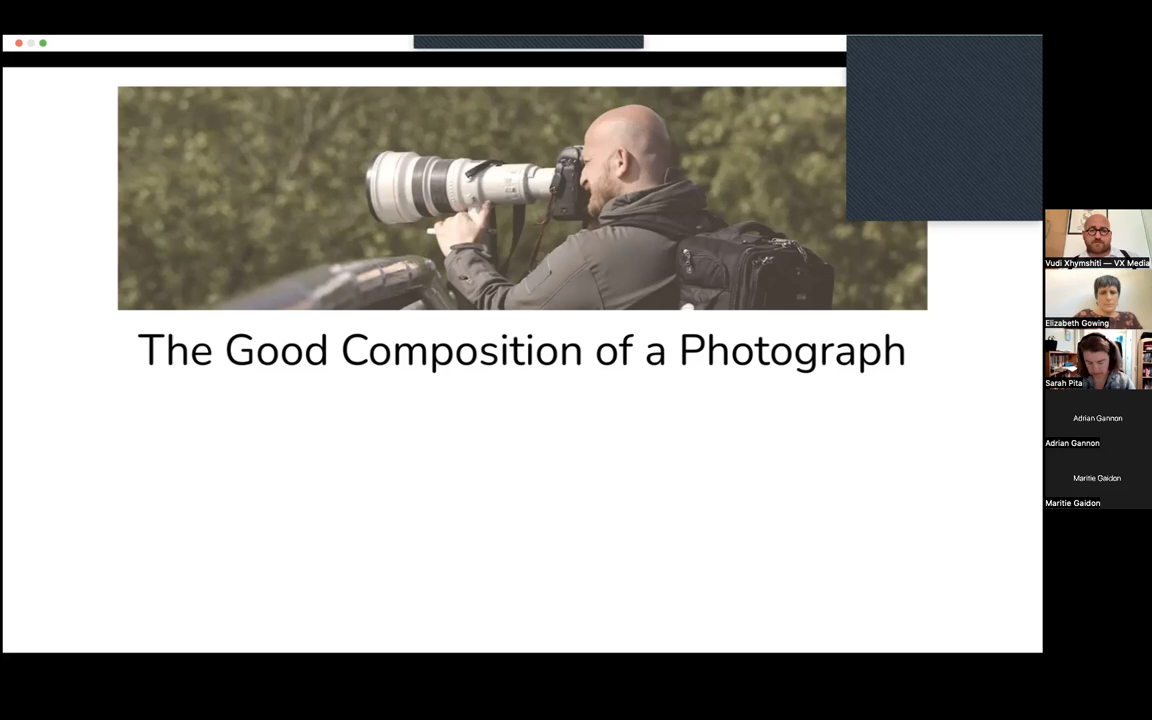 The Good Composition of a Photograph
Vudi Xhymshiti — VX Media
Elizabeth Gowing
Sarah Pita
Adrian Gannon
Adrian Gannon
Maritie Gaidon
Maritie Gaidon